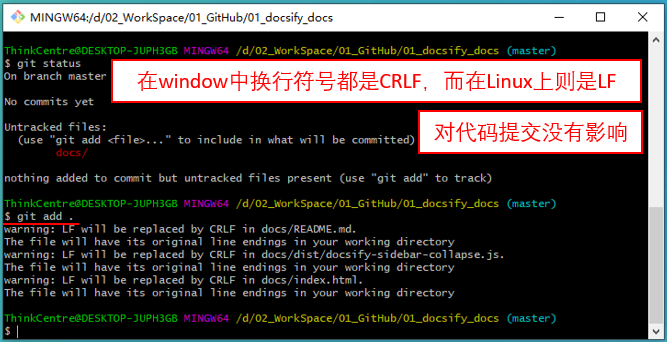 MINGW64:/d/02_WorkSpace/01_GitHub/01_docsify_docs
ThinkCentre@DESKTOP-JUPH3GB MINGW64 /d/02_WorkSpace/01_GitHub/01_docsify_docs (master)
$ git status
On branch master
在window中换行符号都是CRLF，而在Linux上则是LF
No commits yet
Untracked files:
(use "git add <file>..." to include in what will be committed)
对代码提交没有影响
docs/
nothing added to commit but untracked files present (use "git add" to track)
ThinkCentre@DESKTOP-JUPH3GB MINGW64 /d/02_WorkSpace/01_GitHub/01_docsify_docs (master)
$ git add .
warning: LF will be replaced by CRLF in docs/README.md.
The file will have its original line endings in your working directory
warning: LF will be replaced by CRLF in docs/dist/docsify-sidebar-collapse.js.
The file will have its original line endings in your working directory
warning: LF will be replaced by CRLF in docs/index.html.
The file will have its original line endings in your working directory
ThinkCentre@DESKTOP-JUPH3GB MINGW64 /d/02_WorkSpace/01_GitHub/01_docsify_docs (master)
$